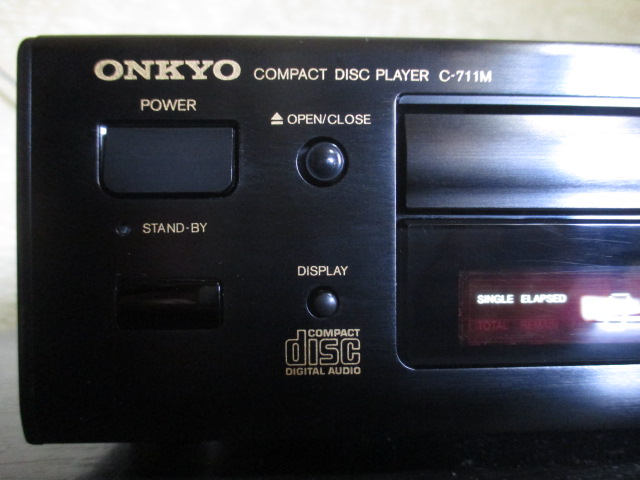 ONKYO COMPACT DISC PLAYER C-711M
POWER
⏏ OPEN/CLOSE
STAND-BY
DISPLAY
SINGLE ELAPSED
TOTAL REMAIN
COMPACT
disc
DIGITAL AUDIO